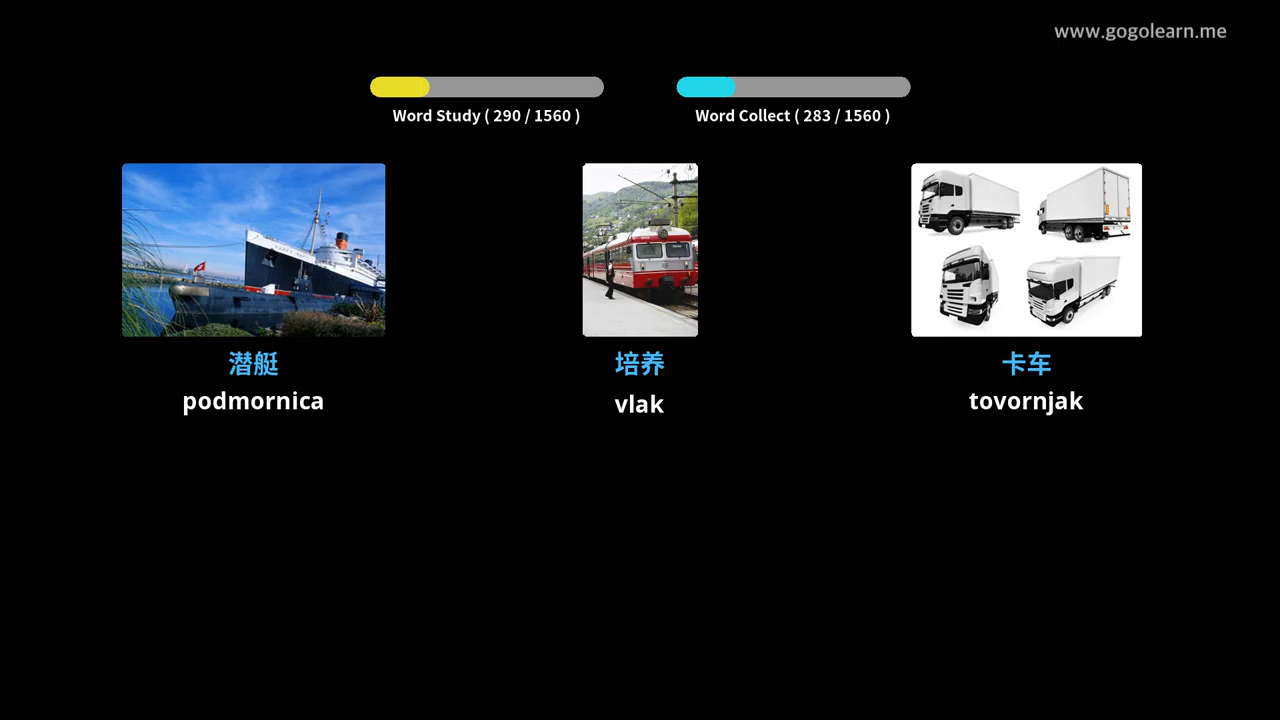 www.gogolearn.me
Word Study ( 290 / 1560 )
Word Collect ( 283 / 1560 )
潜艇
培养
卡车
podmornica
vlak
tovornjak